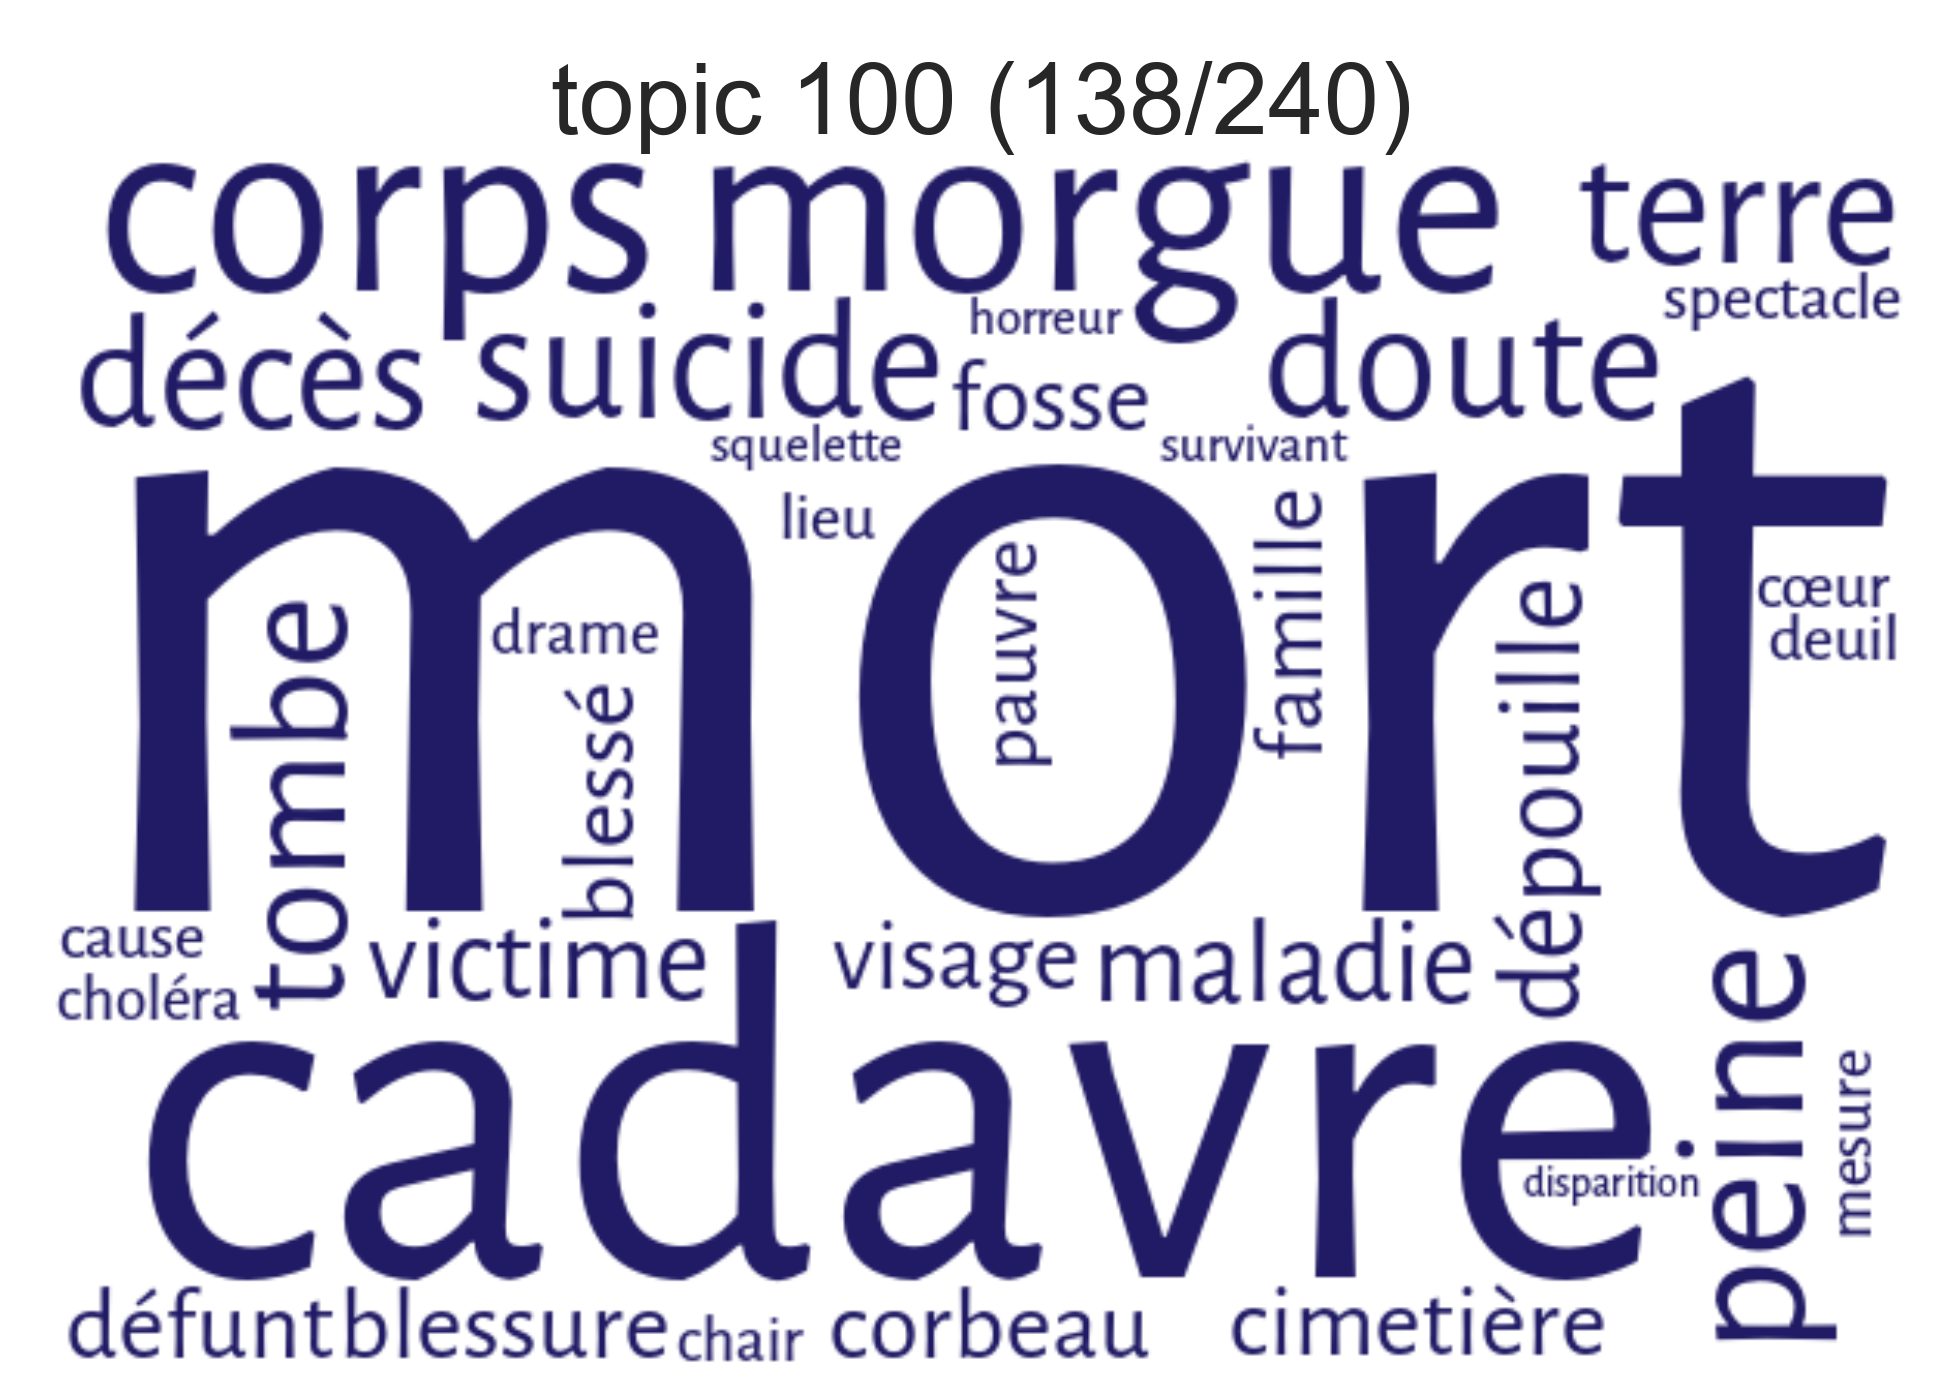 topic 100 (138/240)
corps morgue terre
spectacle
horreur
décès suicide fosse doute
squelette survivant
lieu
mort
pauvre
famille
cœur
deuil
drame
tombe
blessé
dépouille
cause
choléra
victime visage maladie
cadavre
peine
mesure
disparition
défunt blessure chair corbeau cimetière